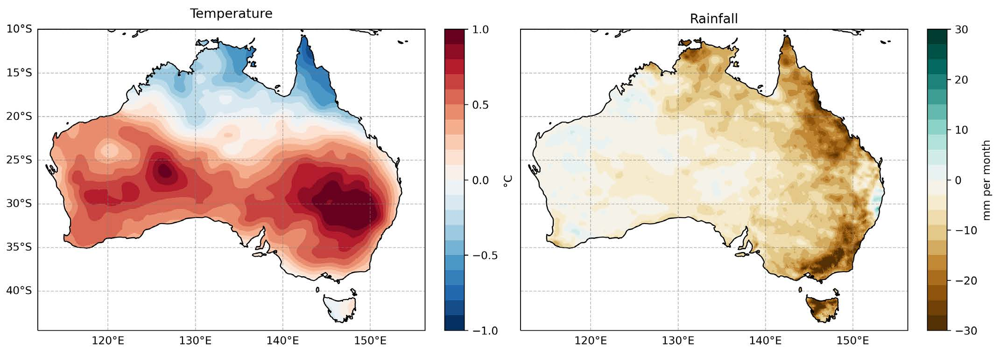 Temperature
10°S
15°S
20°S
25°S
30°S
35°S
40°S
120°E
130°E
140°E
150°E
1.0
0.5
0.0
−0.5
−1.0
°C
Rainfall
120°E
130°E
140°E
150°E
30
20
10
0
−10
−20
−30
mm per month